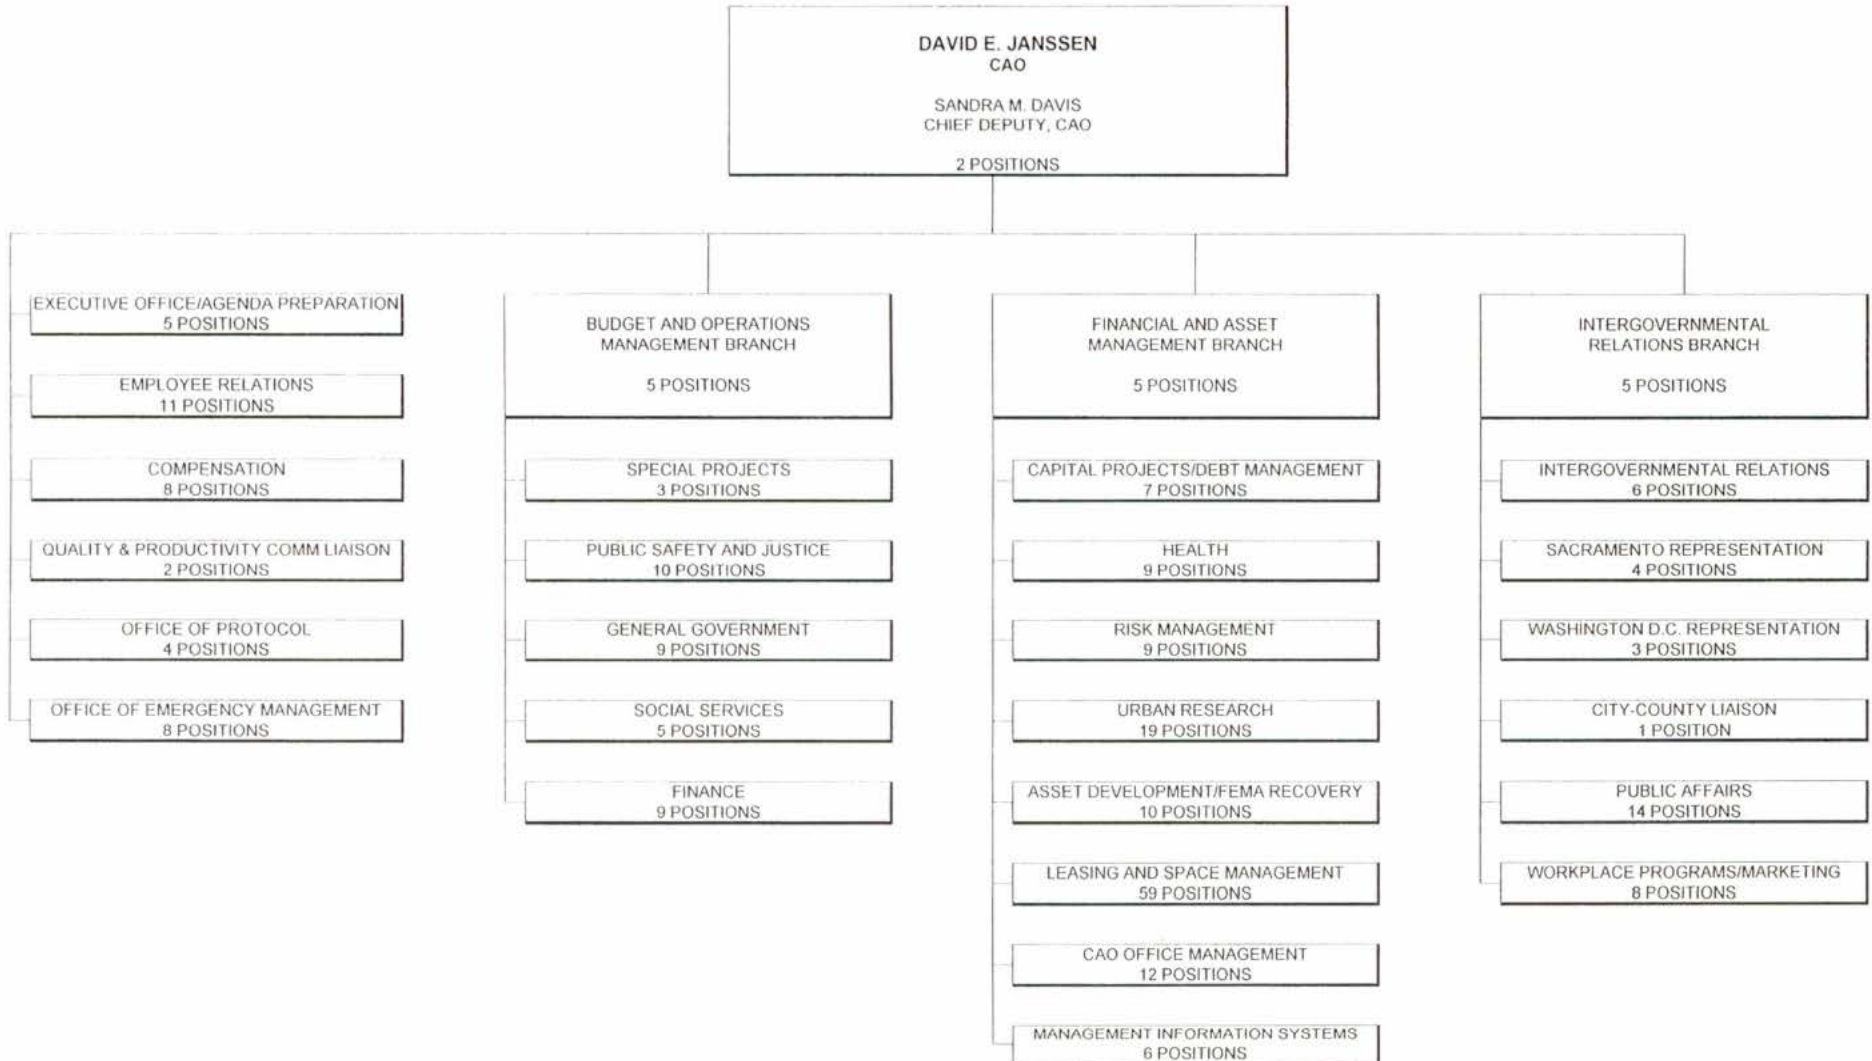 DAVID E. JANSSEN
CAO
SANDRA M. DAVIS
CHIEF DEPUTY, CAO
2 POSITIONS
EXECUTIVE OFFICE/AGENDA PREPARATION
5 POSITIONS
EMPLOYEE RELATIONS
11 POSITIONS
COMPENSATION
8 POSITIONS
QUALITY & PRODUCTIVITY COMM LIAISON
2 POSITIONS
OFFICE OF PROTOCOL
4 POSITIONS
OFFICE OF EMERGENCY MANAGEMENT
8 POSITIONS
BUDGET AND OPERATIONS
MANAGEMENT BRANCH
5 POSITIONS
SPECIAL PROJECTS
3 POSITIONS
PUBLIC SAFETY AND JUSTICE
10 POSITIONS
GENERAL GOVERNMENT
9 POSITIONS
SOCIAL SERVICES
5 POSITIONS
FINANCE
9 POSITIONS
FINANCIAL AND ASSET
MANAGEMENT BRANCH
5 POSITIONS
CAPITAL PROJECTS/DEBT MANAGEMENT
7 POSITIONS
HEALTH
9 POSITIONS
RISK MANAGEMENT
9 POSITIONS
URBAN RESEARCH
19 POSITIONS
ASSET DEVELOPMENT/FEMA RECOVERY
10 POSITIONS
LEASING AND SPACE MANAGEMENT
59 POSITIONS
CAO OFFICE MANAGEMENT
12 POSITIONS
MANAGEMENT INFORMATION SYSTEMS
6 POSITIONS
INTERGOVERNMENTAL
RELATIONS BRANCH
5 POSITIONS
INTERGOVERNMENTAL RELATIONS
6 POSITIONS
SACRAMENTO REPRESENTATION
4 POSITIONS
WASHINGTON D.C. REPRESENTATION
3 POSITIONS
CITY-COUNTY LIAISON
1 POSITION
PUBLIC AFFAIRS
14 POSITIONS
WORKPLACE PROGRAMS/MARKETING
8 POSITIONS